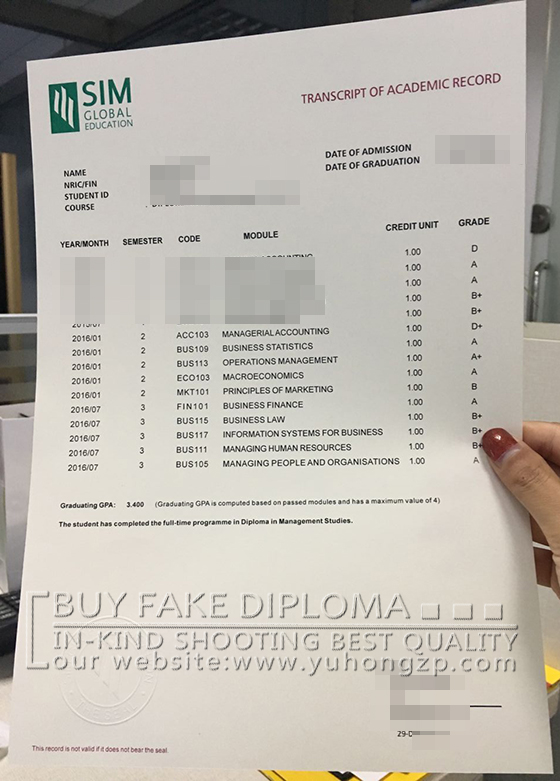 SIM
GLOBAL
EDUCATION
TRANSCRIPT OF ACADEMIC RECORD
NAME
NRIC/FIN
STUDENT ID
COURSE
DATE OF ADMISSION
DATE OF GRADUATION
YEAR/MONTH SEMESTER CODE MODULE CREDIT UNIT GRADE
1.00 D
1.00 A
1.00 A
1.00 B+
1.00 B+
2016/01 2 ACC103 MANAGERIAL ACCOUNTING 1.00 D+
2016/01 2 BUS109 BUSINESS STATISTICS 1.00 A
2016/01 2 BUS113 OPERATIONS MANAGEMENT 1.00 A+
2016/01 2 ECO103 MACROECONOMICS 1.00 A
2016/01 2 MKT101 PRINCIPLES OF MARKETING 1.00 B
2016/07 3 FIN101 BUSINESS FINANCE 1.00 A
2016/07 3 BUS115 BUSINESS LAW 1.00 B+
2016/07 3 BUS117 INFORMATION SYSTEMS FOR BUSINESS 1.00 B+
2016/07 3 BUS111 MANAGING HUMAN RESOURCES 1.00 B+
2016/07 3 BUS105 MANAGING PEOPLE AND ORGANISATIONS 1.00 A
Graduating GPA: 3.400 (Graduating GPA is computed based on passed modules and has a maximum value of 4)
The student has completed the full-time programme in Diploma in Management Studies.
BUY FAKE DIPLOMA
IN-KIND SHOOTING BEST QUALITY
our website:www.yuhongzp.com
This record is not valid if it does not bear the seal.